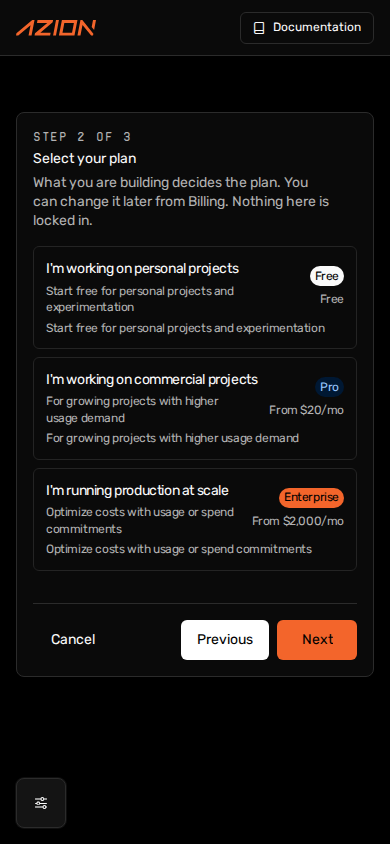 AZION
Documentation
STEP 2 OF 3
Select your plan
What you are building decides the plan. You
can change it later from Billing. Nothing here is
locked in.
I'm working on personal projects
Free
Start free for personal projects and
experimentation
Free
Start free for personal projects and experimentation
I'm working on commercial projects
Pro
For growing projects with higher
usage demand
From $20/mo
For growing projects with higher usage demand
I'm running production at scale
Enterprise
Optimize costs with usage or spend
commitments
From $2,000/mo
Optimize costs with usage or spend commitments
Cancel
Previous
Next